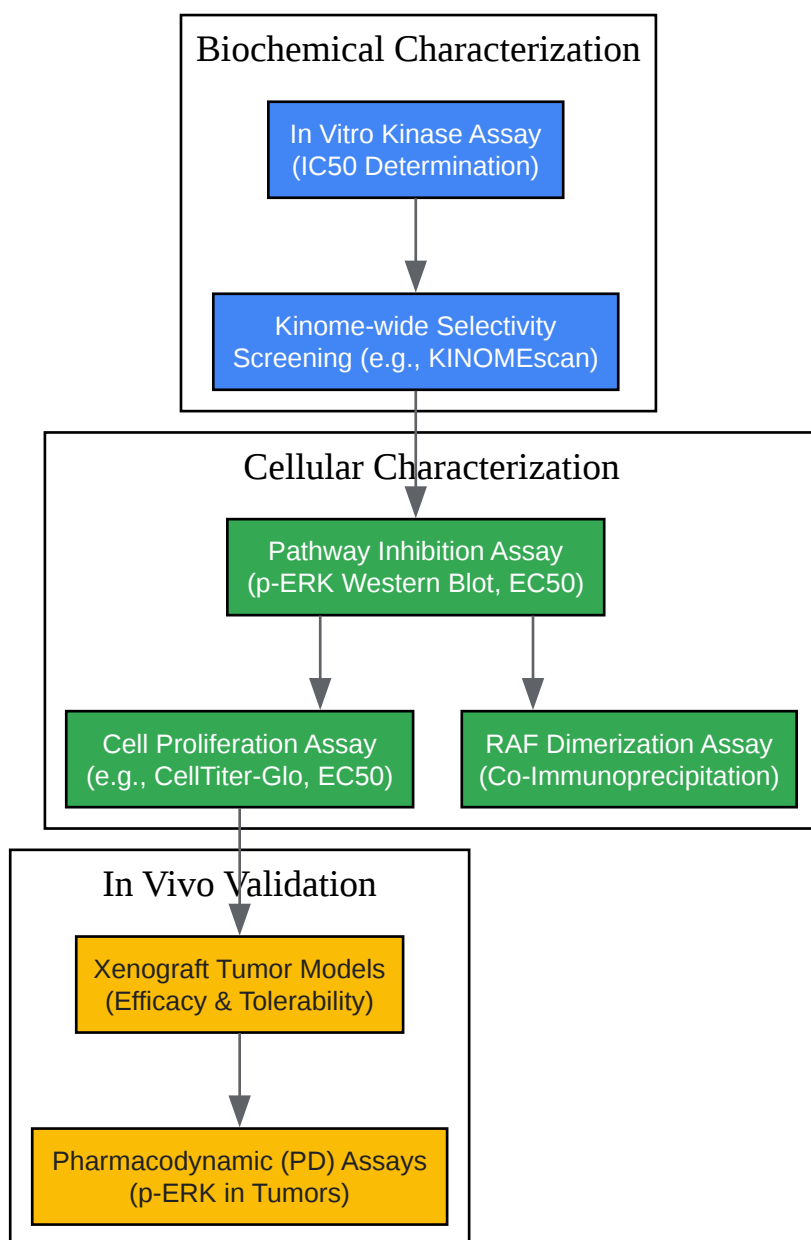 Biochemical Characterization
In Vitro Kinase Assay
(IC50 Determination)
Kinome-wide Selectivity
Screening (e.g., KINOMEscan)
Cellular Characterization
Pathway Inhibition Assay
(p-ERK Western Blot, EC50)
Cell Proliferation Assay
(e.g., CellTiter-Glo, EC50)
RAF Dimerization Assay
(Co-Immunoprecipitation)
In Vivo Validation
Xenograft Tumor Models
(Efficacy & Tolerability)
Pharmacodynamic (PD) Assays
(p-ERK in Tumors)